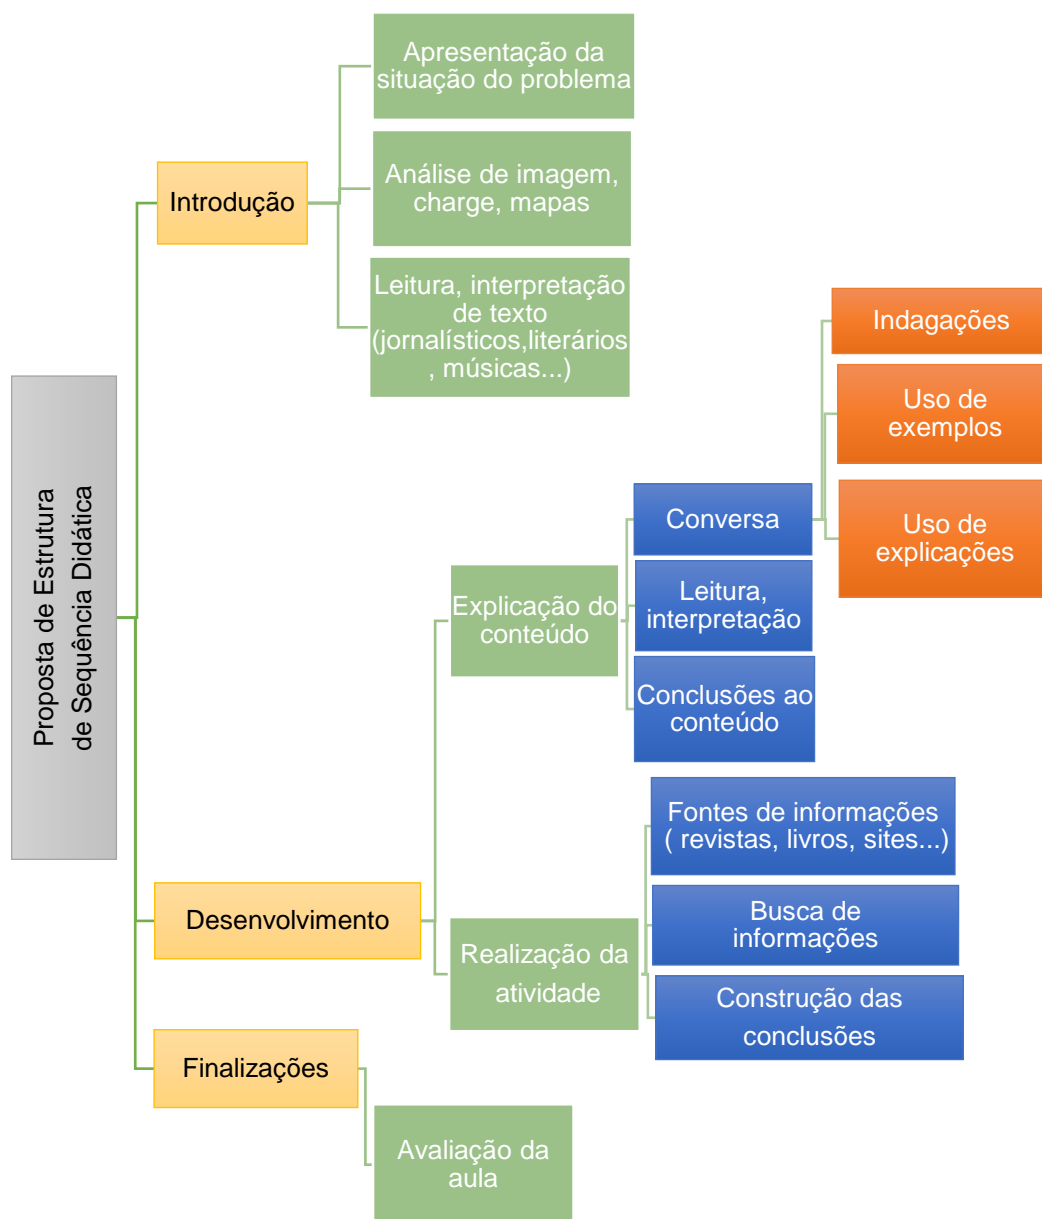 Proposta de Estrutura
de Sequência Didática
Introdução
Apresentação da
situação do problema
Análise de imagem,
charge, mapas
Leitura, interpretação
de texto
(jornalísticos,literários
, músicas...)
Desenvolvimento
Explicação do
conteúdo
Conversa
Indagações
Uso de
exemplos
Uso de
explicações
Leitura,
interpretação
Conclusões ao
conteúdo
Realização da
atividade
Fontes de informações
( revistas, livros, sites...)
Busca de
informações
Construção das
conclusões
Finalizações
Avaliação da
aula